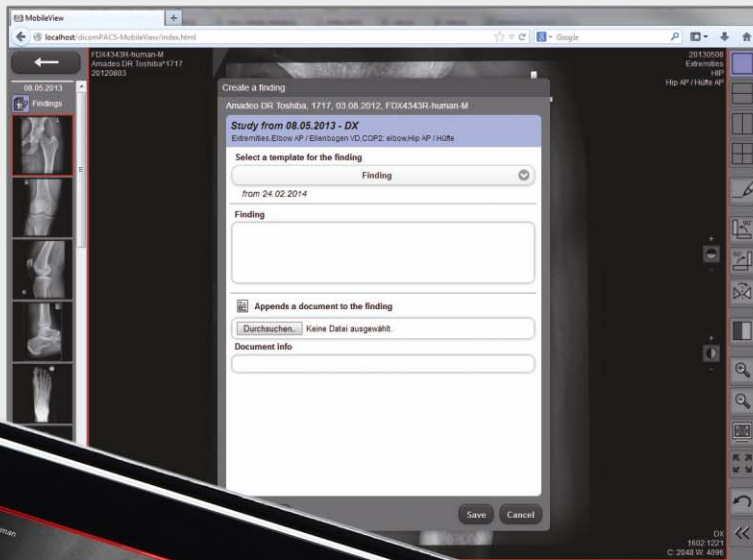 MobileView
localhost/dicomPACS-MobileView/index.html
Google
FDX4343R-human-M
Amadeo DR Toshiba^1717
20120803
20130508
Extremities
HIP
Hip AP / Hüfte AP
08.05.2013
Findings
Create a finding
Amadeo DR Toshiba, 1717, 03.08.2012, FDX4343R-human-M
Study from 08.05.2013 - DX
Extremities,Elbow AP / Ellenbogen VD,COP2: elbow,Hip AP / Hüfte
Select a template for the finding
Finding
from 24.02.2014
Finding
Appends a document to the finding
Durchsuchen_ Keine Datei ausgewählt.
Document info
Save Cancel
90°
90°
+
-
+
-
DX
1602:1221
C: 2048 W: 4096